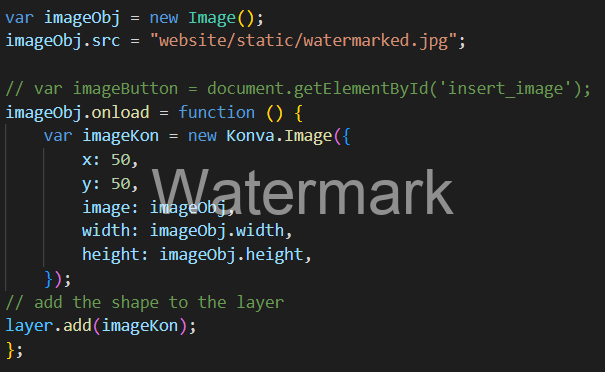 var imageObj = new Image();
imageObj.src = "website/static/watermarked.jpg";
// var imageButton = document.getElementById('insert_image');
imageObj.onload = function () {
var imageKon = new Konva.Image({
x: 50,
y: 50,
Watermark
image: imageObj,
width: imageObj.width,
height: imageObj.height,
});
// add the shape to the layer
layer.add(imageKon);
};